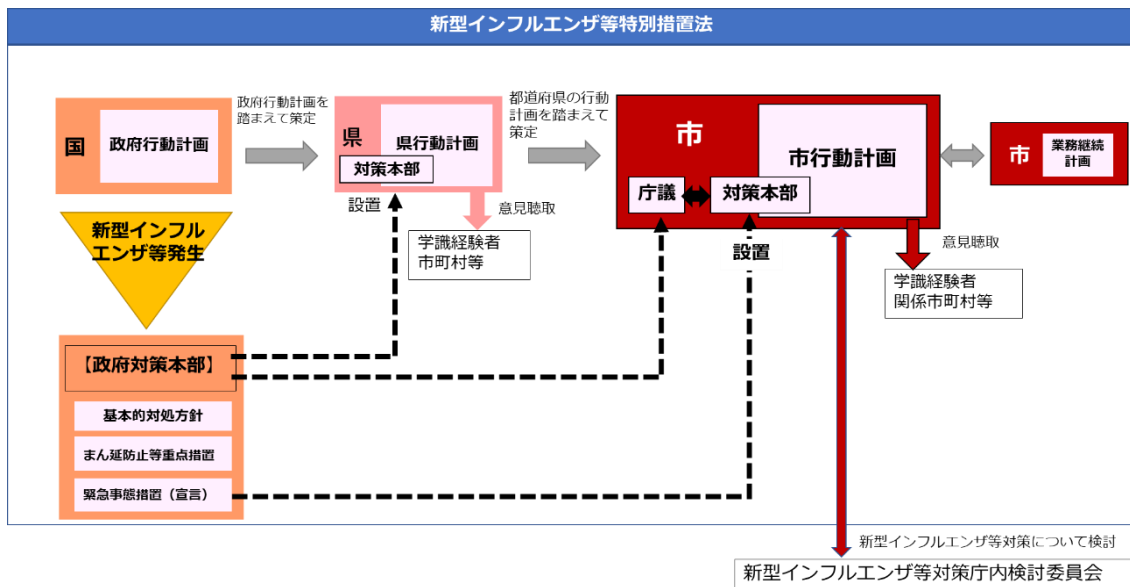 新型インフルエンザ等特別措置法
国
政府行動計画
政府行動計画を
踏まえて策定
県
県行動計画
対策本部
都道府県の行動
計画を踏まえて
策定
市
市行動計画
庁議
対策本部
市
業務継続
計画
設置
意見聴取
学識経験者
市町村等
設置
意見聴取
学識経験者
関係市町村等
新型インフル
エンザ等発生
【政府対策本部】
基本的対処方針
まん延防止等重点措置
緊急事態措置（宣言）
新型インフルエンザ等対策について検討
新型インフルエンザ等対策庁内検討委員会